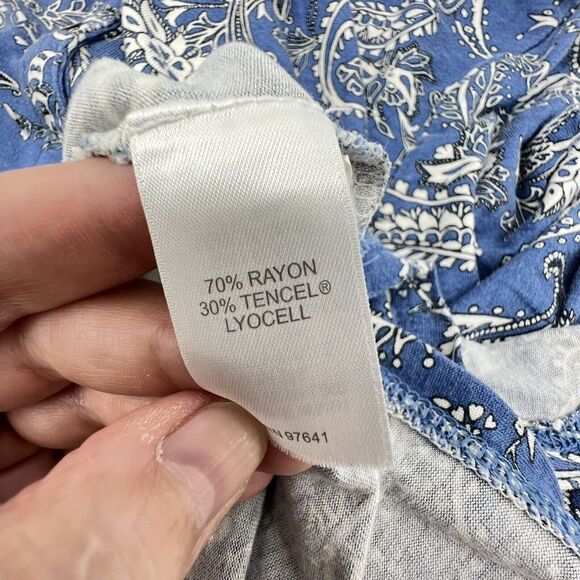 70% RAYON
30% TENCEL®
LYOCELL
97641